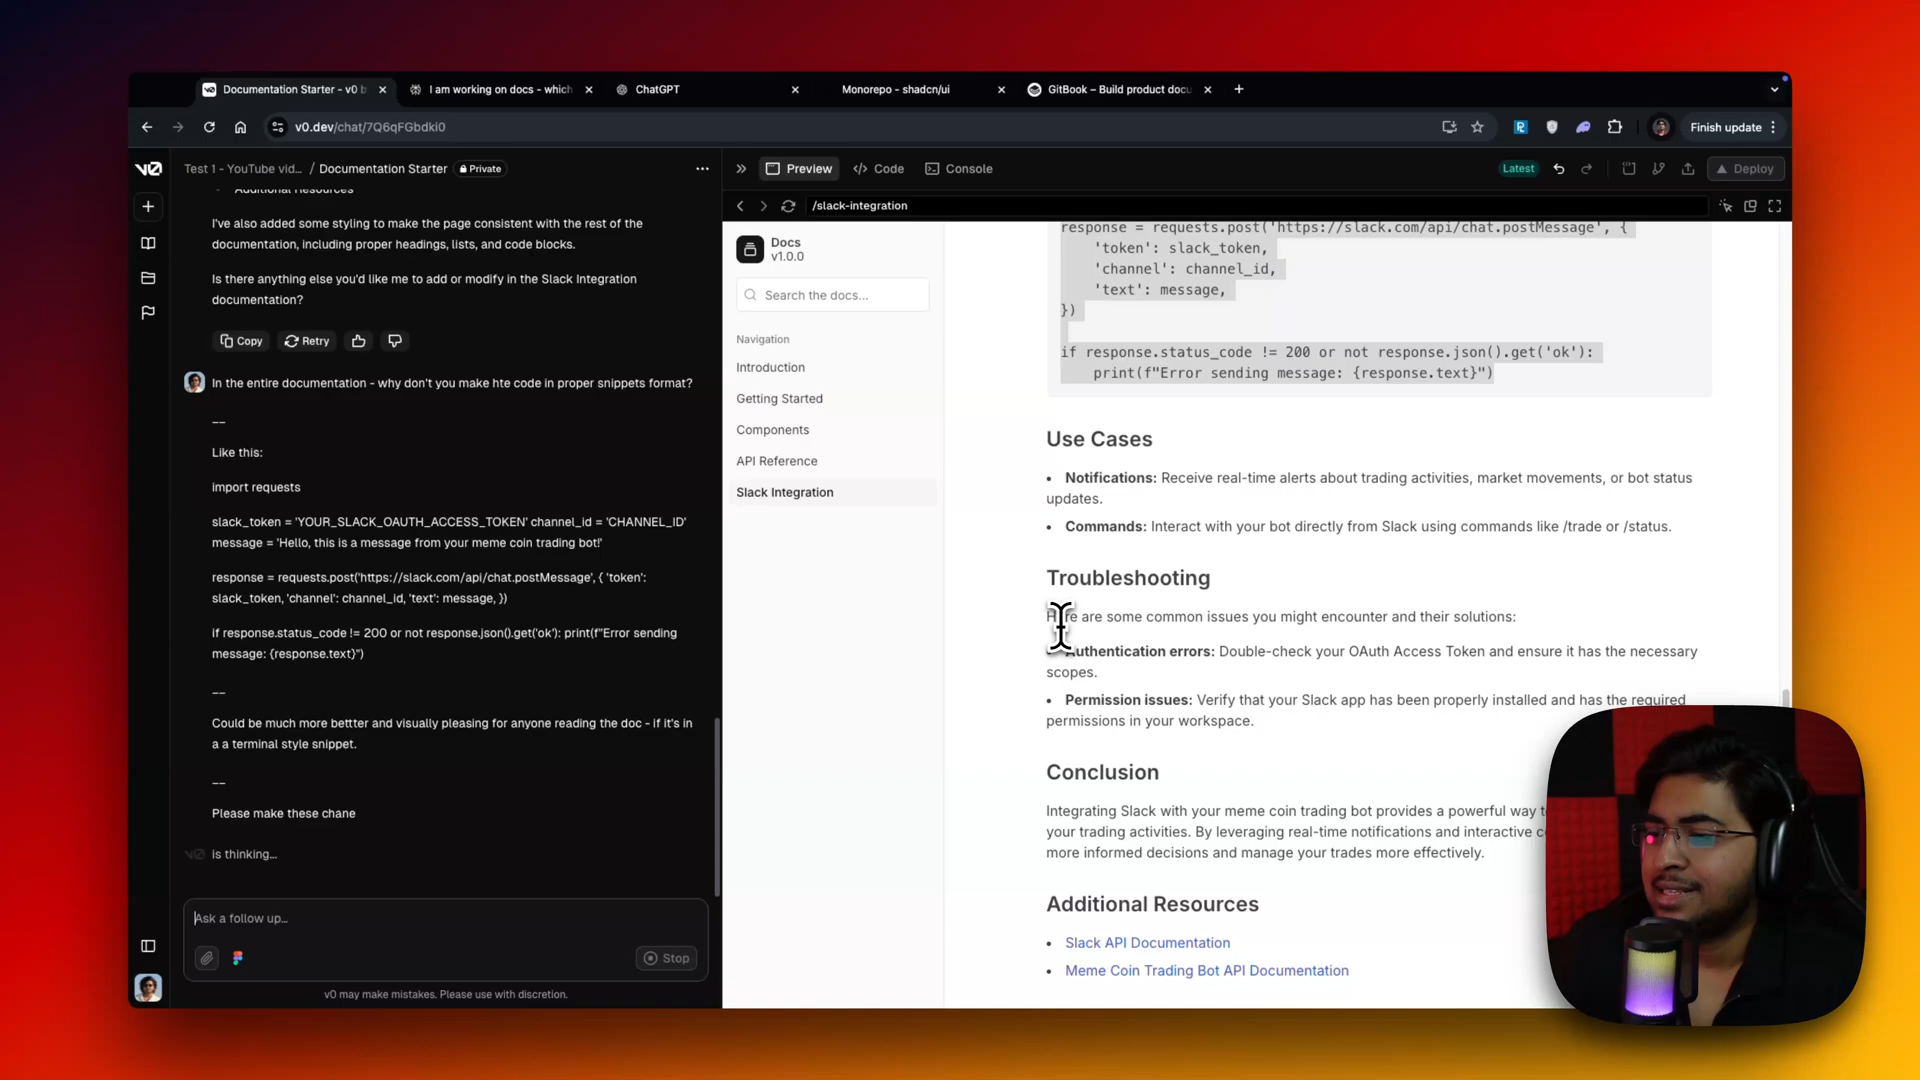 Documentation Starter - v0 b
I am working on docs - which
ChatGPT
Monorepo - shadcn/ui
GitBook – Build product docu
v0.dev/chat/7Q6qFGbdki0
Finish update
v0
Test 1 - YouTube vid... / Documentation Starter
Private
Preview
Code
Console
Latest
Deploy
/slack-integration
Additional Resources
I've also added some styling to make the page consistent with the rest of the
documentation, including proper headings, lists, and code blocks.
Is there anything else you'd like me to add or modify in the Slack Integration
documentation?
Copy
Retry
In the entire documentation - why don't you make hte code in proper snippets format?
—
Like this:
import requests
slack_token = 'YOUR_SLACK_OAUTH_ACCESS_TOKEN' channel_id = 'CHANNEL_ID'
message = 'Hello, this is a message from your meme coin trading bot!'
response = requests.post('https://slack.com/api/chat.postMessage', { 'token':
slack_token, 'channel': channel_id, 'text': message, })
if response.status_code != 200 or not response.json().get('ok'): print(f"Error sending
message: {response.text}")
—
Could be much more bettter and visually pleasing for anyone reading the doc - if it's in
a a terminal style snippet.
—
Please make these chane
v0 is thinking...
Ask a follow up...
Stop
v0 may make mistakes. Please use with discretion.
Docs
v1.0.0
Search the docs...
Navigation
Introduction
Getting Started
Components
API Reference
Slack Integration
response = requests.post('https://slack.com/api/chat.postMessage', {
'token': slack_token,
'channel': channel_id,
'text': message,
})
if response.status_code != 200 or not response.json().get('ok'):
print(f"Error sending message: {response.text}")
Use Cases
• Notifications: Receive real-time alerts about trading activities, market movements, or bot status
updates.
• Commands: Interact with your bot directly from Slack using commands like /trade or /status.
Troubleshooting
Here are some common issues you might encounter and their solutions:
Authentication errors: Double-check your OAuth Access Token and ensure it has the necessary
scopes.
• Permission issues: Verify that your Slack app has been properly installed and has the required
permissions in your workspace.
Conclusion
Integrating Slack with your meme coin trading bot provides a powerful way
your trading activities. By leveraging real-time notifications and interactive
more informed decisions and manage your trades more effectively.
Additional Resources
• Slack API Documentation
• Meme Coin Trading Bot API Documentation